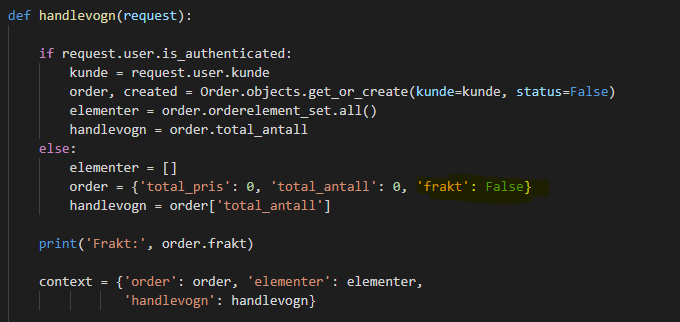 def handlevogn(request):
if request.user.is_authenticated:
kunde = request.user.kunde
order, created = Order.objects.get_or_create(kunde=kunde, status=False)
elementer = order.orderelement_set.all()
handlevogn = order.total_antall
else:
elementer = []
order = {'total_pris': 0, 'total_antall': 0, 'frakt': False}
handlevogn = order['total_antall']
print('Frakt:', order.frakt)
context = {'order': order, 'elementer': elementer,
'handlevogn': handlevogn}